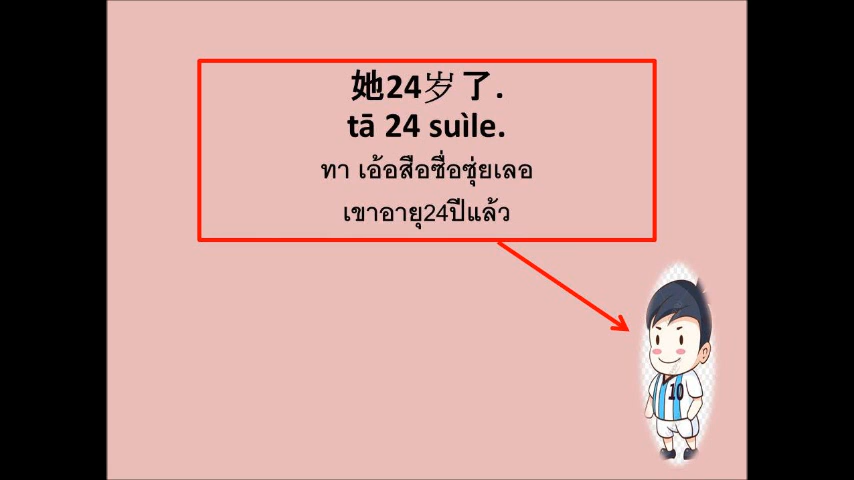 她24岁了.
tā 24 suìle.
ทา เอ้อสือซื่อซุ่ยเลอ
เขาอายุ24ปีแล้ว
10